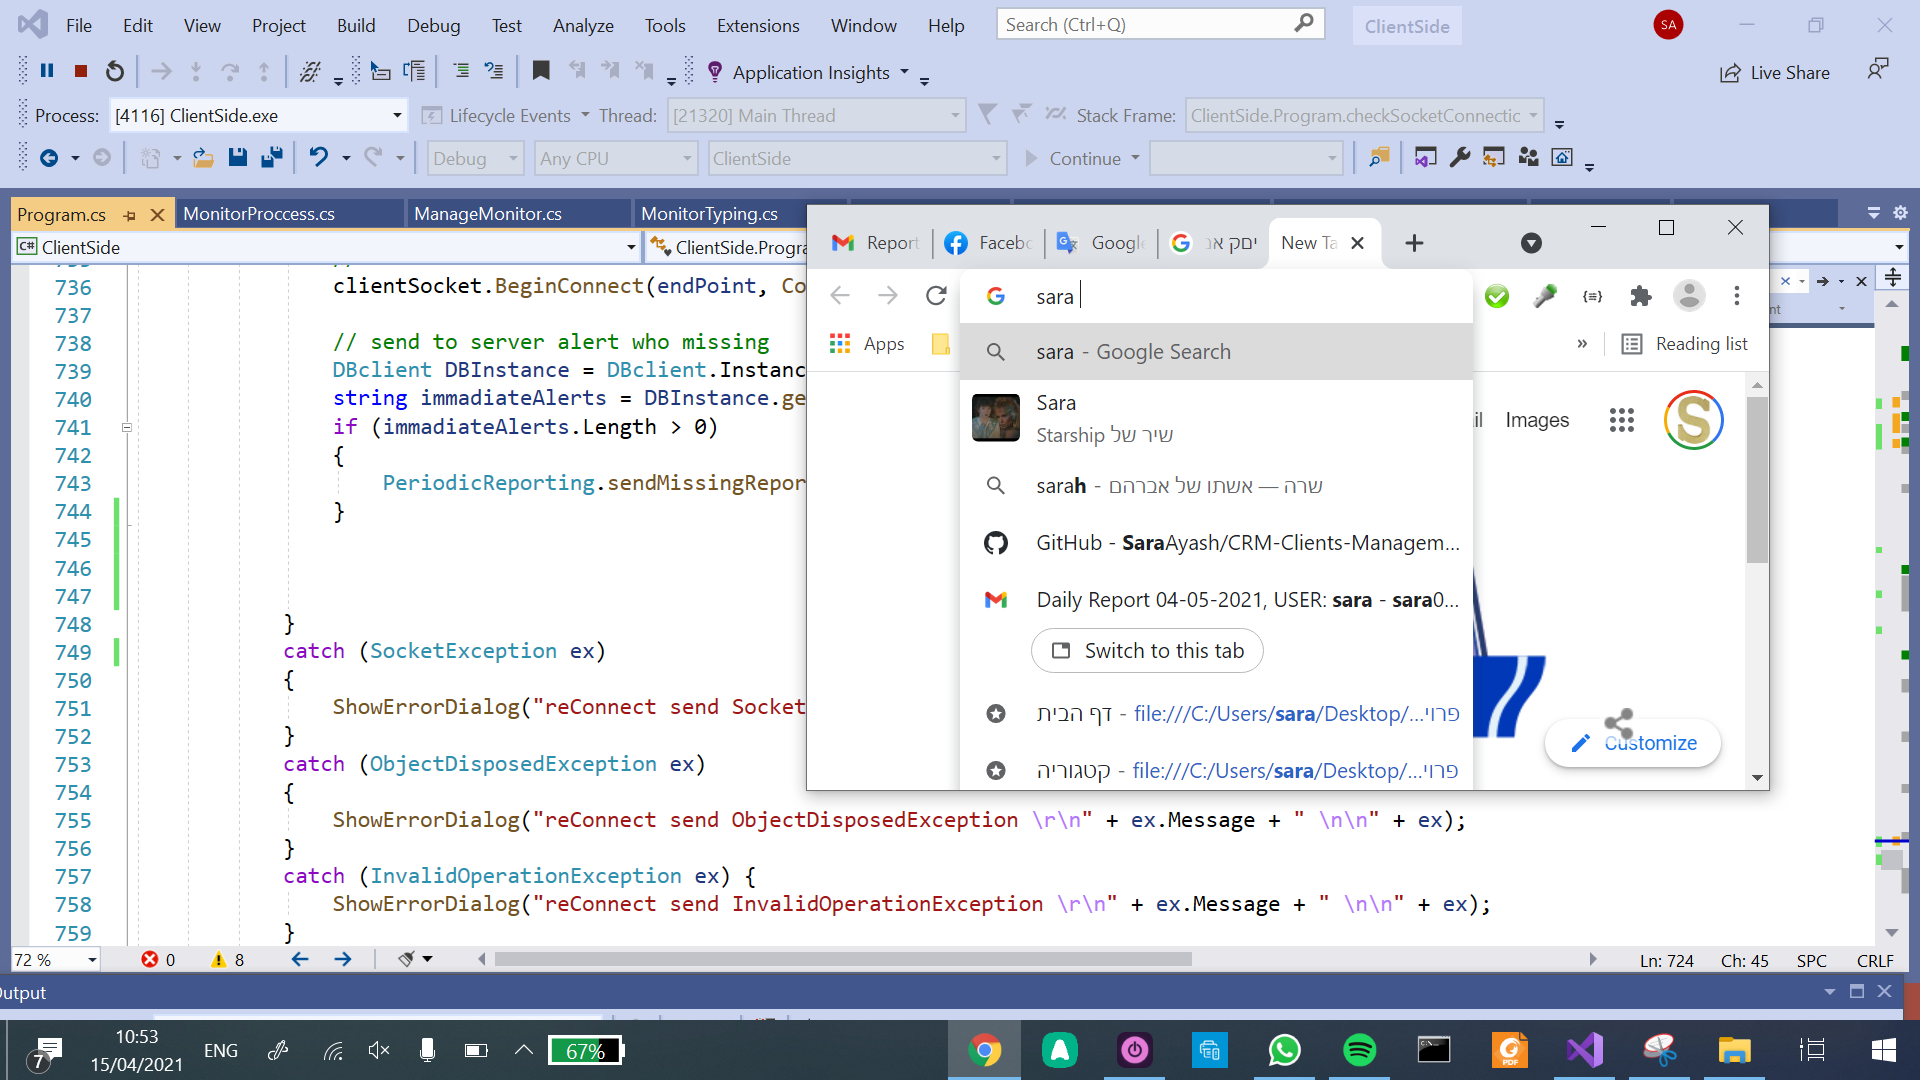 File Edit View Project Build Debug Test Analyze Tools Extensions Window Help Search (Ctrl+Q) ClientSide SA
Application Insights Live Share
Process: [4116] ClientSide.exe Lifecycle Events Thread: [21320] Main Thread Stack Frame: ClientSide.Program.checkSocketConnectic
Debug Any CPU ClientSide Continue
Program.cs MonitorProccess.cs ManageMonitor.cs MonitorTyping.cs
C# ClientSide ClientSide.Progra
736 clientSocket.BeginConnect(endPoint, Co
737
738 // send to server alert who missing
739 DBclient DBInstance = DBclient.Instanc
740 string immadiateAlerts = DBInstance.ge
741 if (immadiateAlerts.Length > 0)
742 {
743 PeriodicReporting.sendMissingRepor
744 }
745
746
747
748 }
749 catch (SocketException ex)
750 {
751 ShowErrorDialog("reConnect send Socket
752 }
753 catch (ObjectDisposedException ex)
754 {
755 ShowErrorDialog("reConnect send ObjectDisposedException \r\n" + ex.Message + " \n\n" + ex);
756 }
757 catch (InvalidOperationException ex) {
758 ShowErrorDialog("reConnect send InvalidOperationException \r\n" + ex.Message + " \n\n" + ex);
759 }
Report Facebo Google יסק אנ New Ta
sara
Apps Reading list
sara - Google Search
Sara
שיר של Starship
sarah - שרה — אשתו של אברהם
GitHub - SaraAyash/CRM-Clients-Managem...
Daily Report 04-05-2021, USER: sara - sara0...
Switch to this tab
דף הבית - file:///C:/Users/sara/Desktop/...פרוי
קטגוריה - file:///C:/Users/sara/Desktop/...פרוי
il Images S
Customize
72 % 0 8 Ln: 724 Ch: 45 SPC CRLF
Output
7 10:53 ENG 67% PDF
15/04/2021